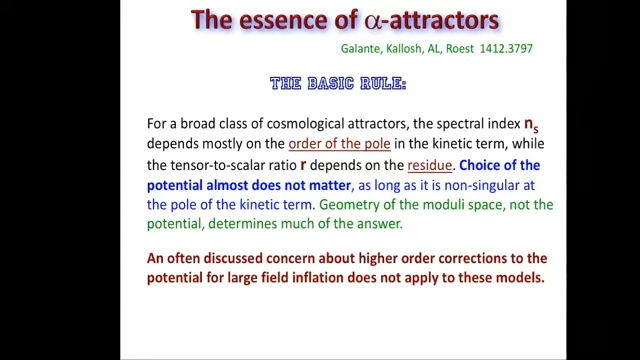 The essence of α-attractors
Galante, Kallosh, AL, Roest 1412.3797
THE BASIC RULE:
For a broad class of cosmological attractors, the spectral index ns
depends mostly on the order of the pole in the kinetic term, while
the tensor-to-scalar ratio r depends on the residue. Choice of the
potential almost does not matter, as long as it is non-singular at
the pole of the kinetic term. Geometry of the moduli space, not the
potential, determines much of the answer.
An often discussed concern about higher order corrections to the
potential for large field inflation does not apply to these models.